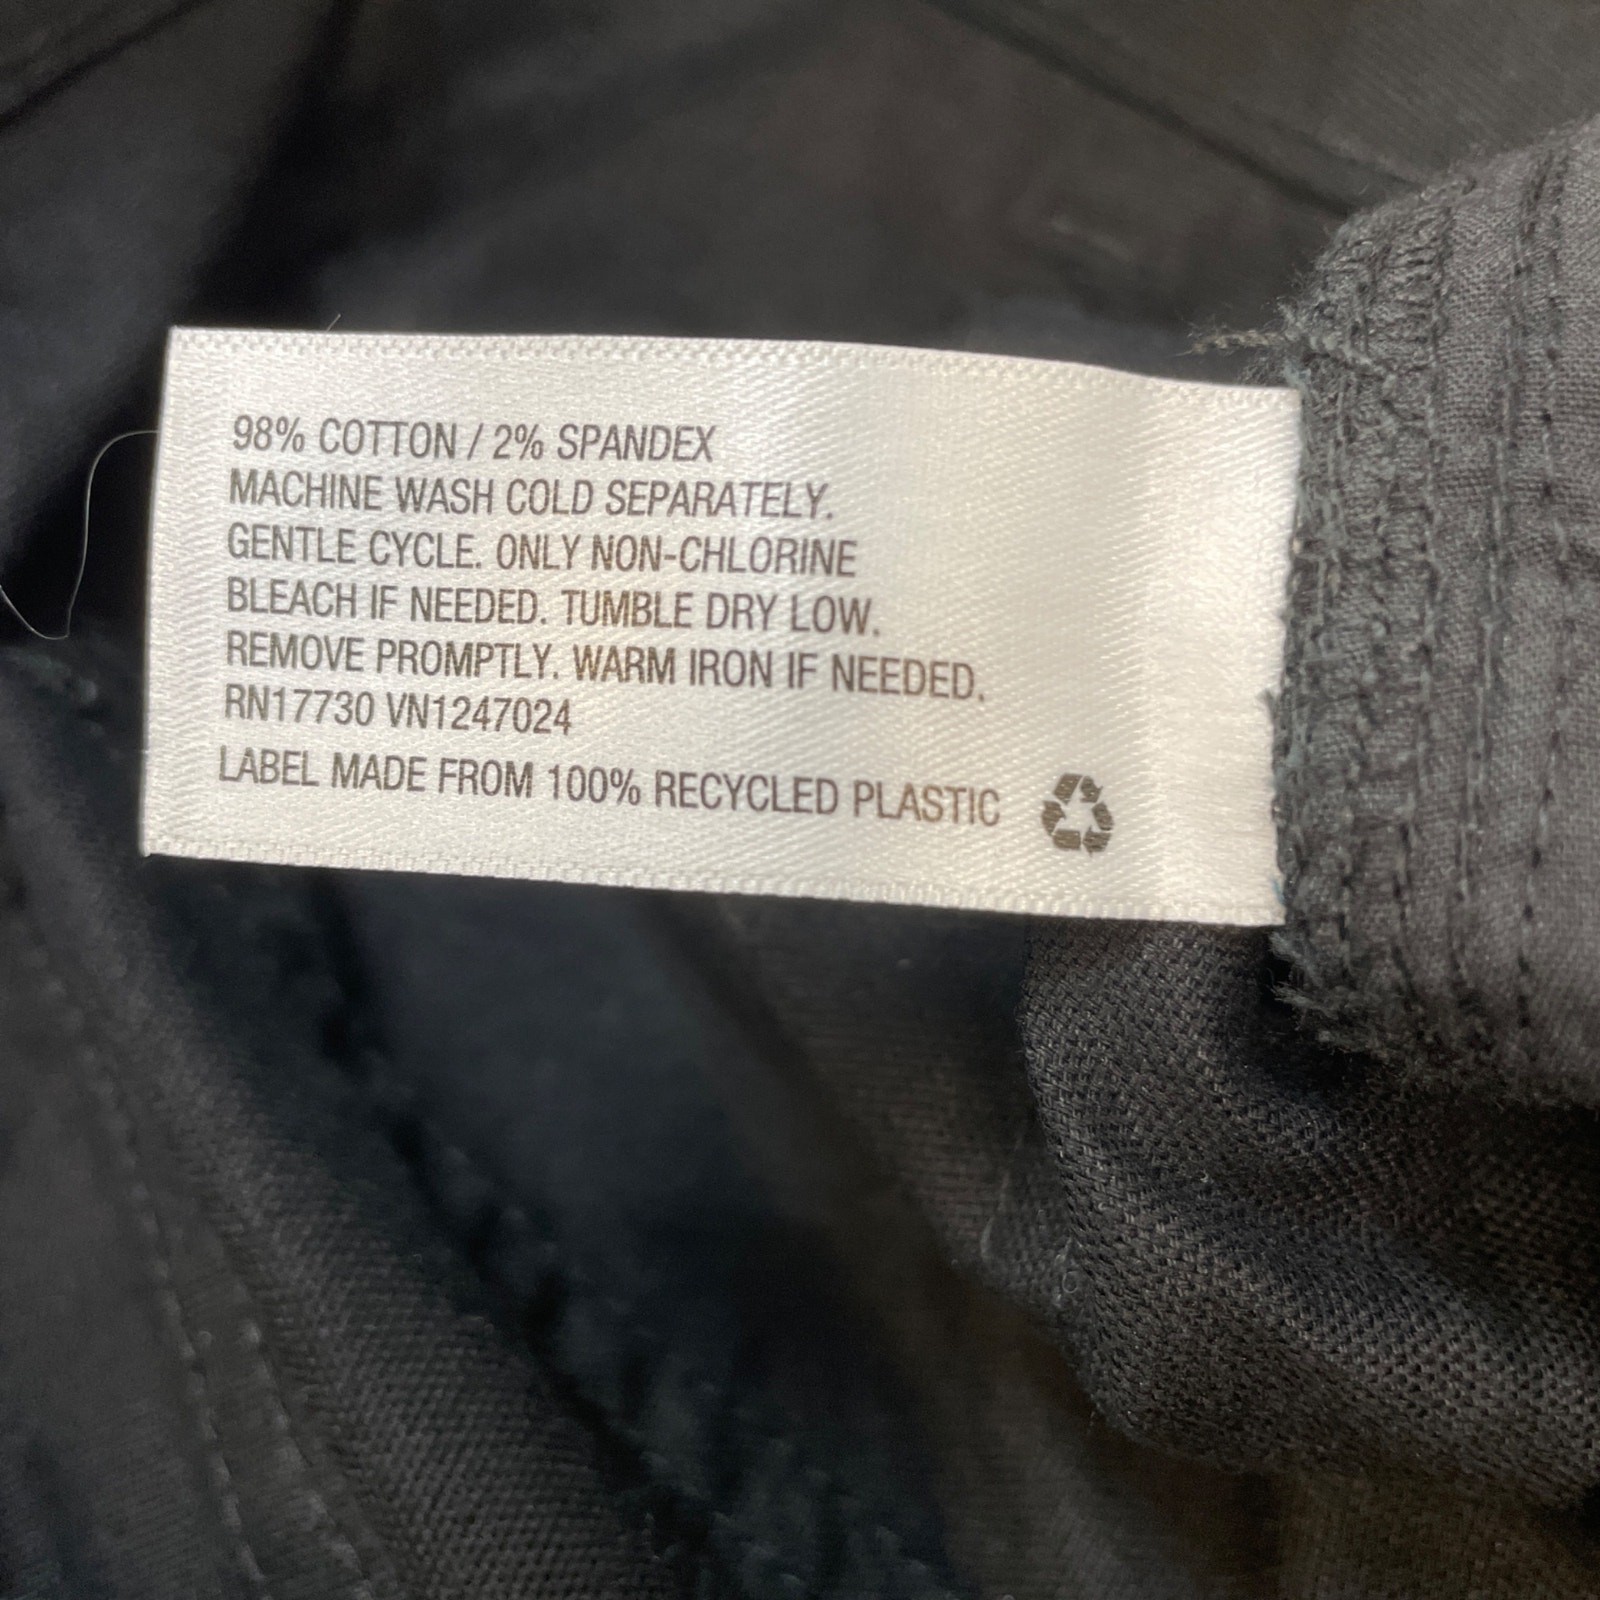 98% COTTON / 2% SPANDEX
MACHINE WASH COLD SEPARATELY.
GENTLE CYCLE. ONLY NON-CHLORINE
BLEACH IF NEEDED. TUMBLE DRY LOW.
REMOVE PROMPTLY. WARM IRON IF NEEDED.
RN17730 VN1247024
LABEL MADE FROM 100% RECYCLED PLASTIC